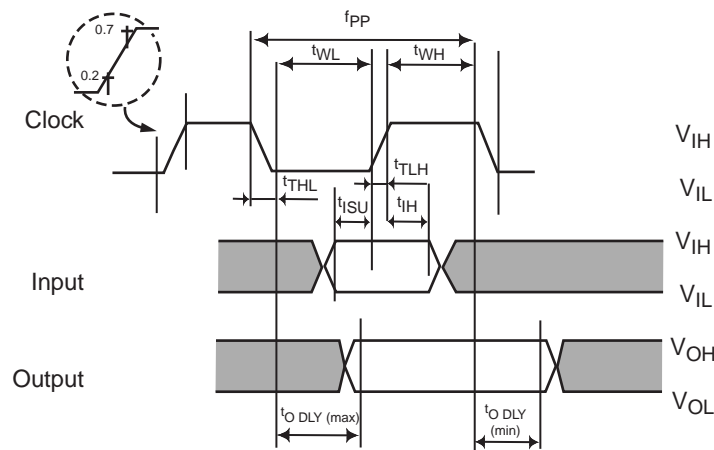 fPP
0.7
tWL
tWH
0.2
Clock
VIH
tTHL
tTLH
VIL
tISU
tIH
VIH
Input
VIL
VOH
Output
VOL
tO DLY (max)
tO DLY
(min)